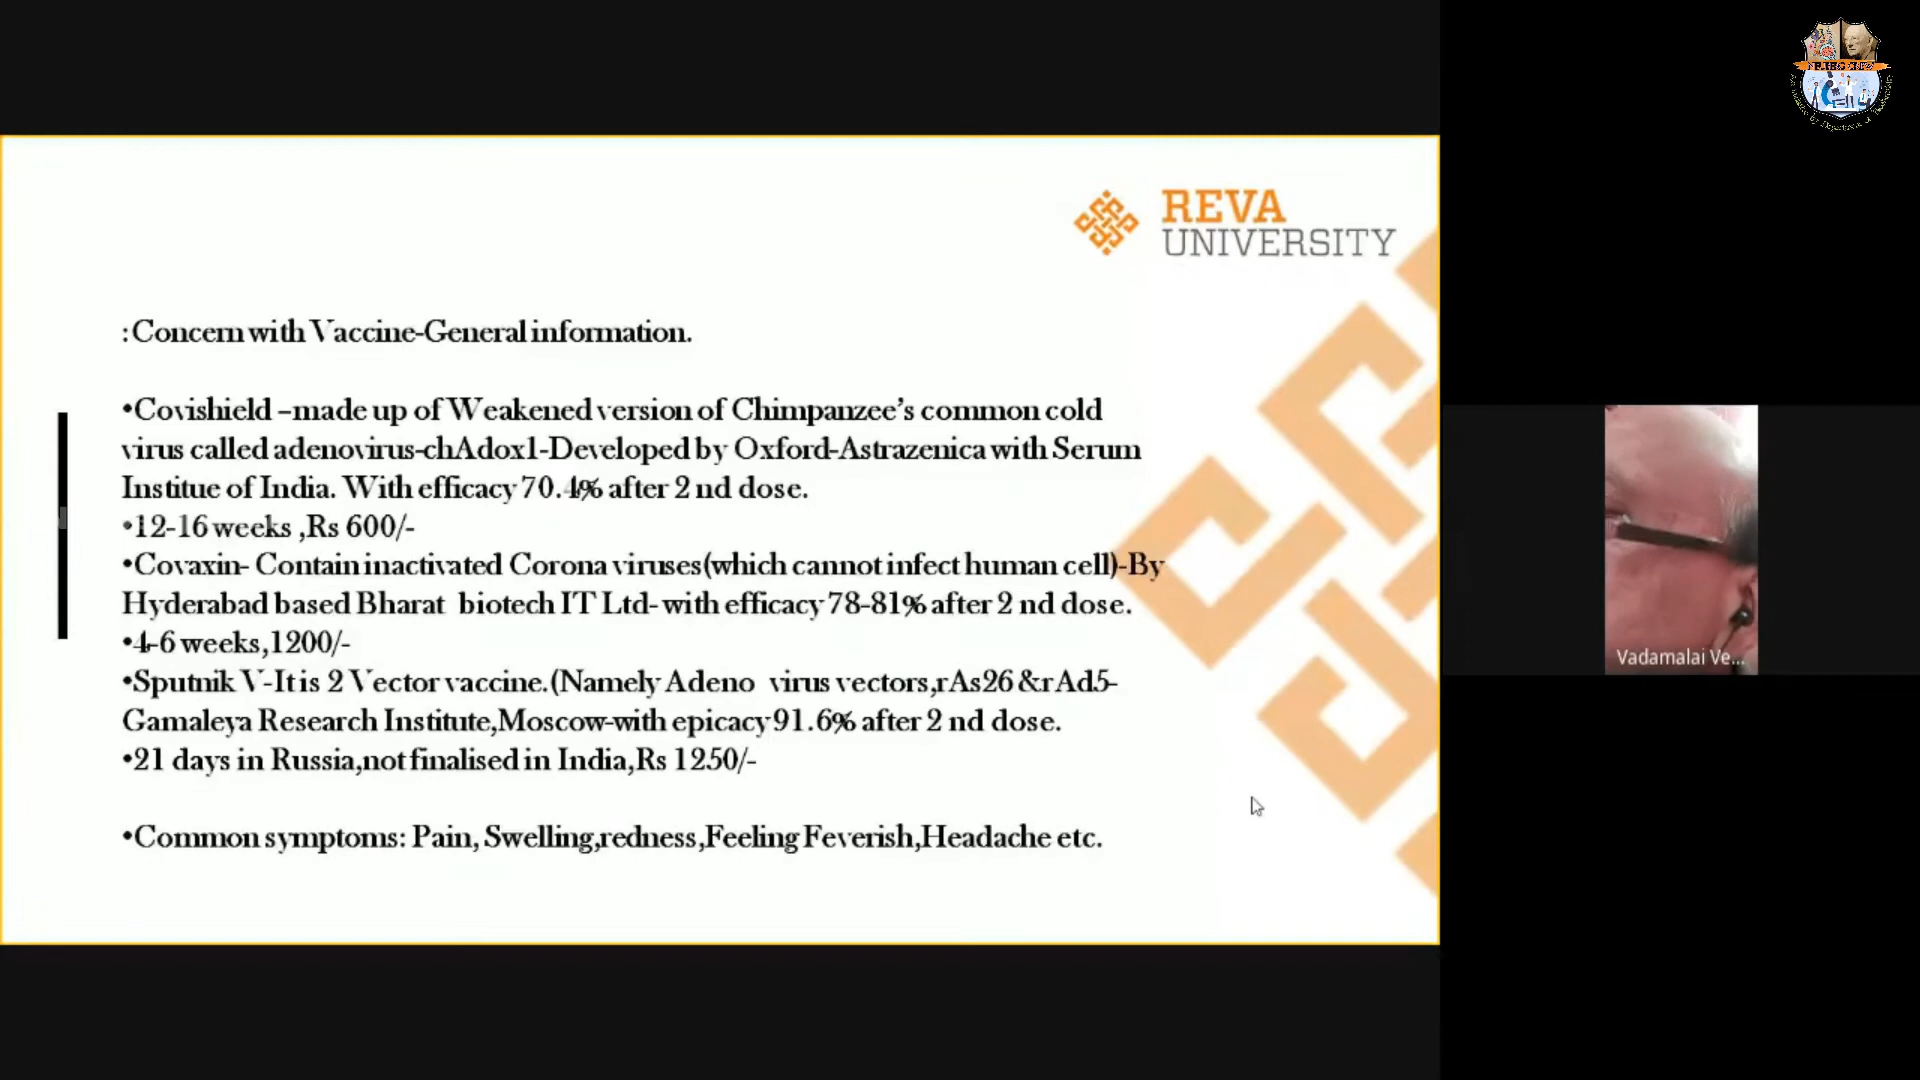 REVA
UNIVERSITY
:Concern with Vaccine-General information.
•Covishield –made up of Weakened version of Chimpanzee’s common cold
virus called adenovirus-chAdox1-Developed by Oxford-Astrazenica with Serum
Institue of India. With efficacy 70.4% after 2 nd dose.
•12-16 weeks ,Rs 600/-
•Covaxin- Contain inactivated Corona viruses(which cannot infect human cell)-By
Hyderabad based Bharat biotech IT Ltd- with efficacy 78-81% after 2 nd dose.
•4-6 weeks,1200/-
•Sputnik V-It is 2 Vector vaccine.(Namely Adeno virus vectors,rAs26 &rAd5-
Gamaleya Research Institute,Moscow-with epicacy 91.6% after 2 nd dose.
•21 days in Russia,not finalised in India,Rs 1250/-
•Common symptoms: Pain, Swelling,redness,Feeling Feverish,Headache etc.
Vadamalai Ve...